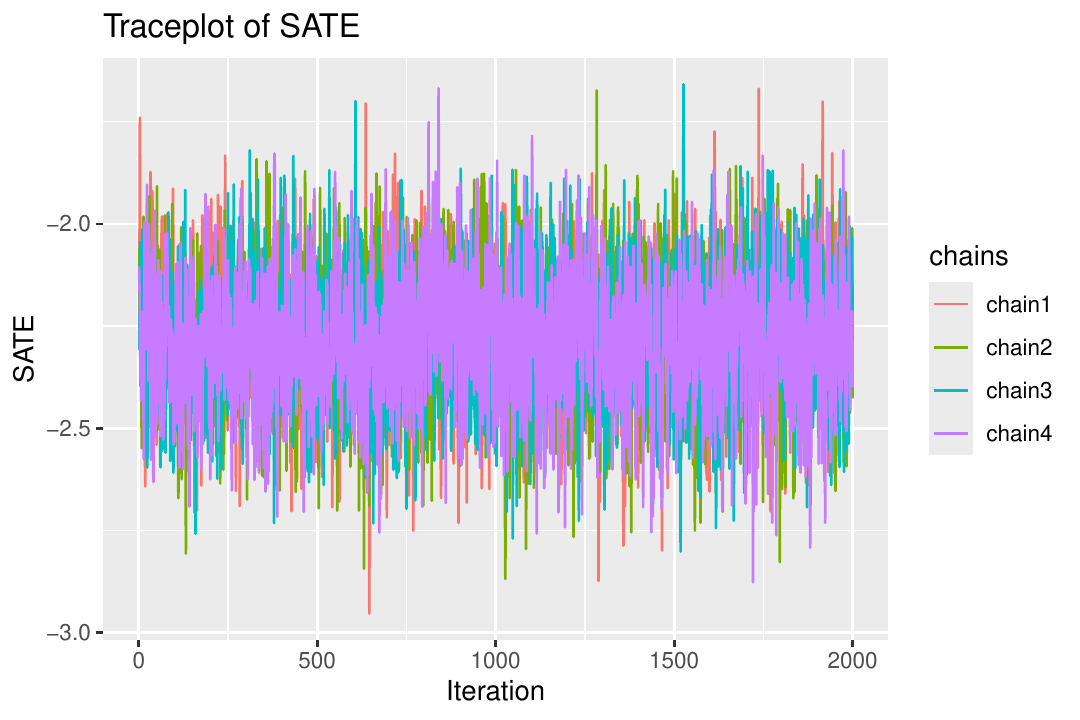 Traceplot of SATE
SATE
−2.0
−2.5
−3.0
0 500 1000 1500 2000
Iteration
chains
chain1
chain2
chain3
chain4